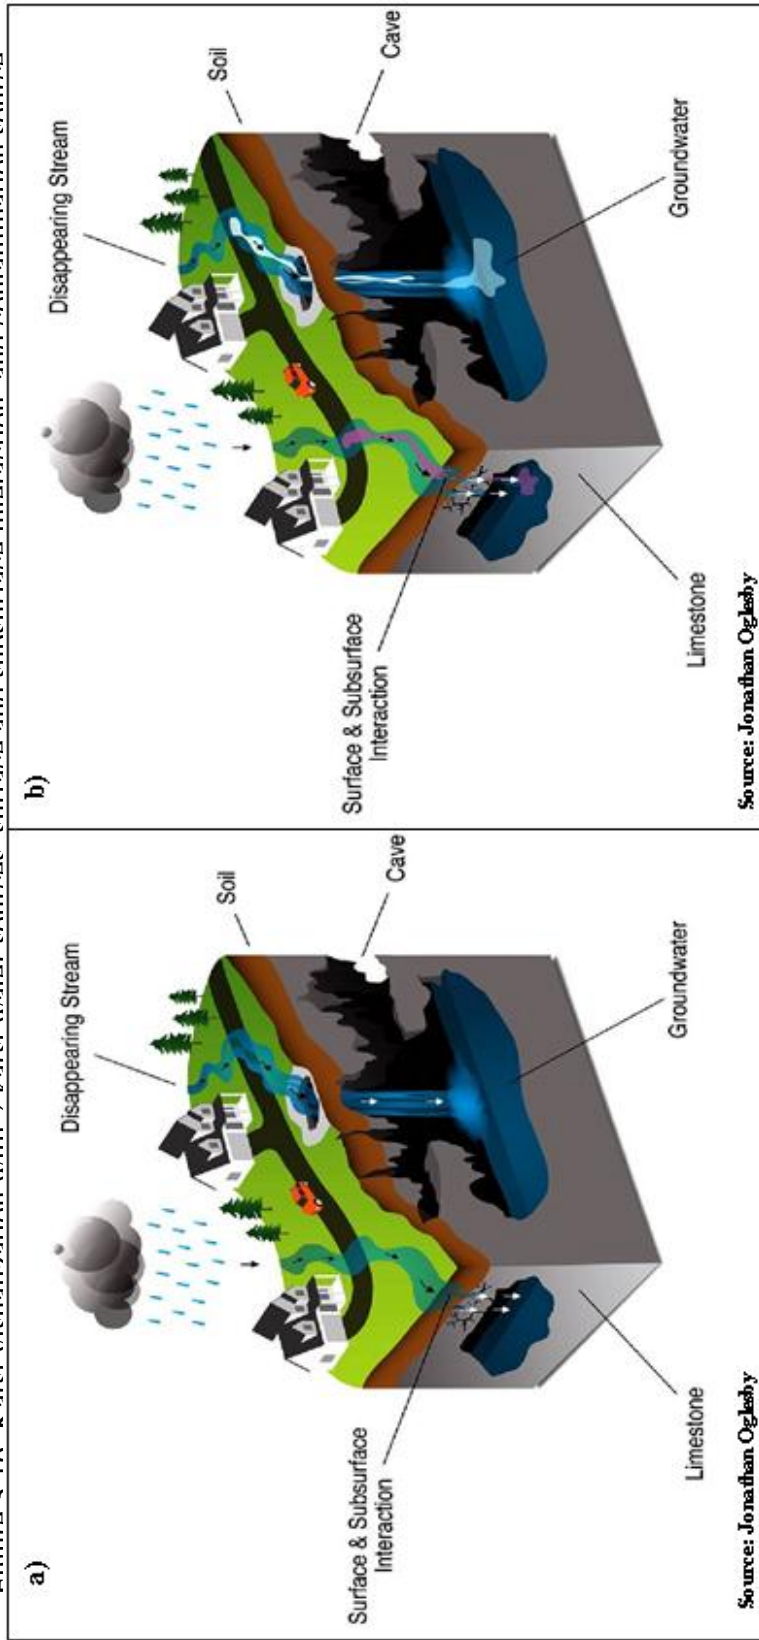 a)
Disappearing Stream
Soil
Cave
Surface & Subsurface
Interaction
Groundwater
Limestone
Source: Jonathan Oglesby
b)
Disappearing Stream
Soil
Cave
Surface & Subsurface
Interaction
Groundwater
Limestone
Source: Jonathan Oglesby